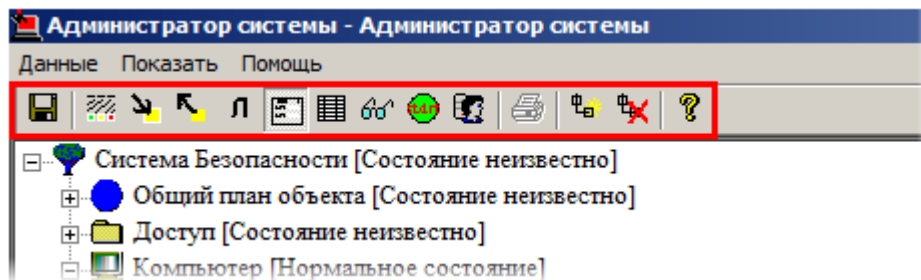 Администратор системы - Администратор системы
Данные Показать Помощь
Л
Система Безопасности [Состояние неизвестно]
Общий план объекта [Состояние неизвестно]
Доступ [Состояние неизвестно]
Компьютер [Нормальное состояние]